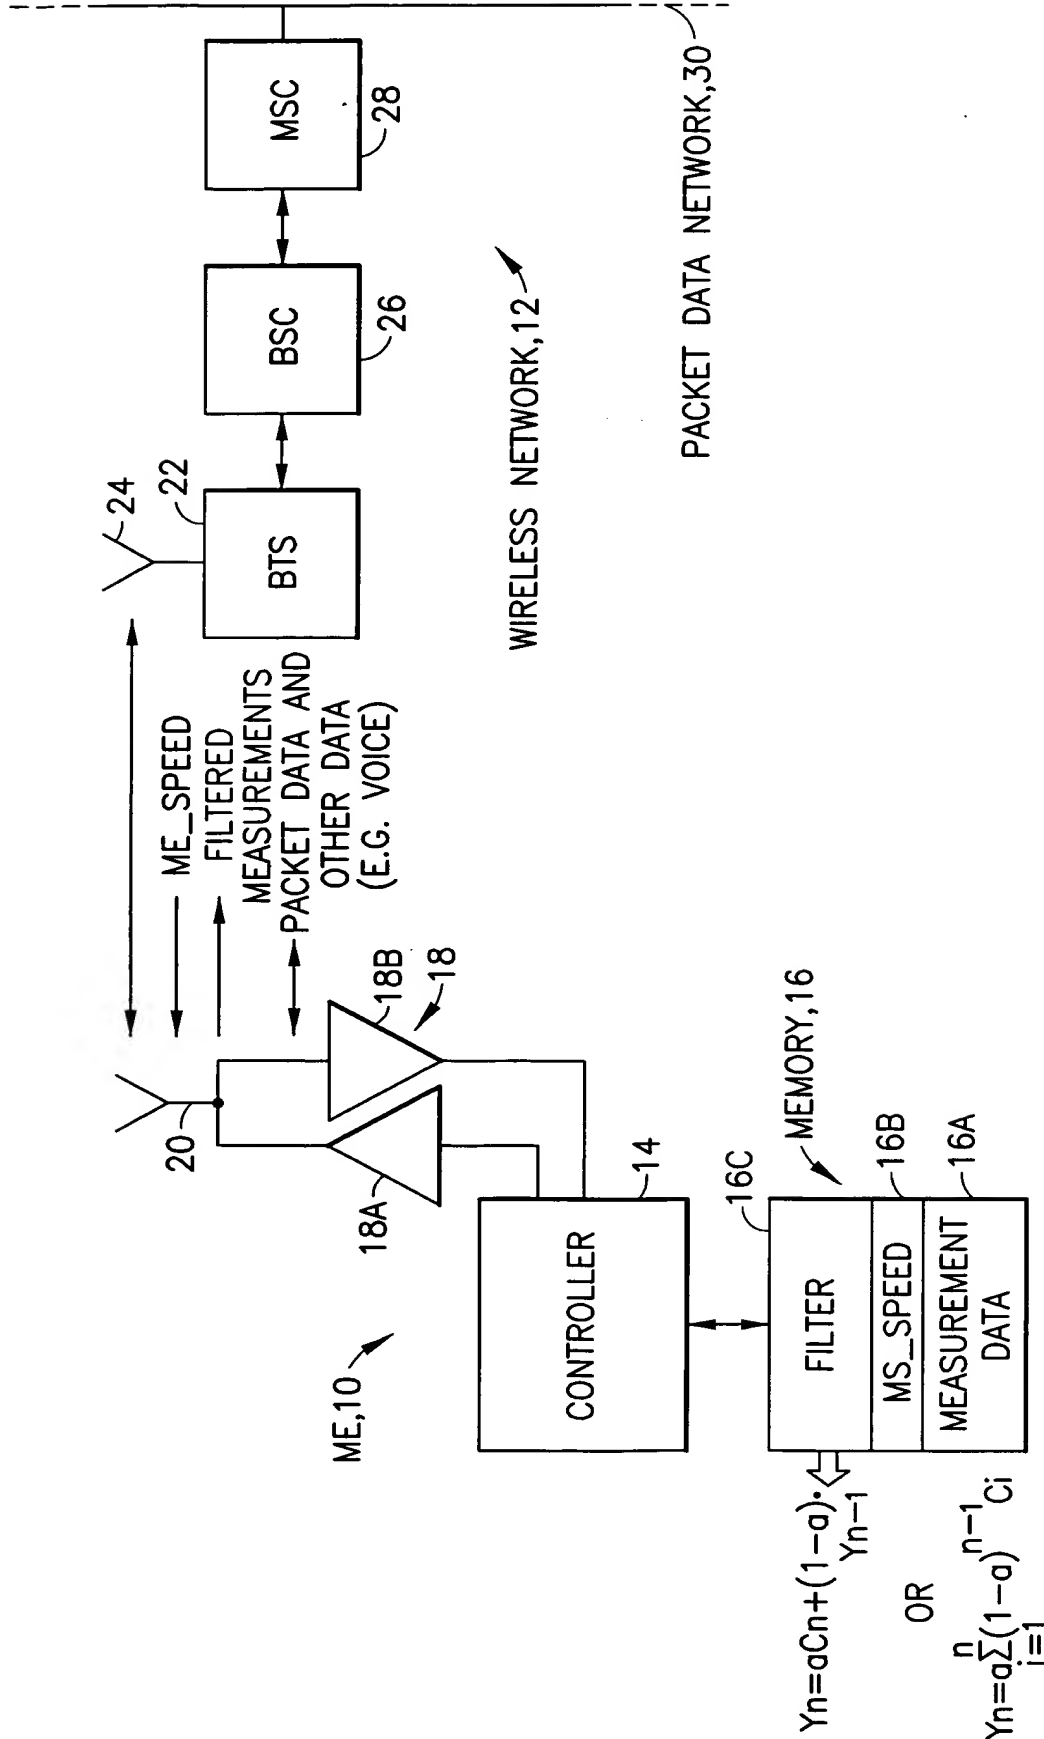 ME,10
20
18A
18B
18
CONTROLLER
14
16C
MEMORY,16
FILTER
MS_SPEED
16B
MEASUREMENT
DATA
16A
Yn=aCn+(1-a)·
Yn-1
OR
n
Yn=aΣ(1-a)n-1Ci
i=1
ME_SPEED
FILTERED
MEASUREMENTS
PACKET DATA AND
OTHER DATA
(E.G. VOICE)
24
22
BTS
BSC
26
MSC
28
WIRELESS NETWORK,12
PACKET DATA NETWORK,30